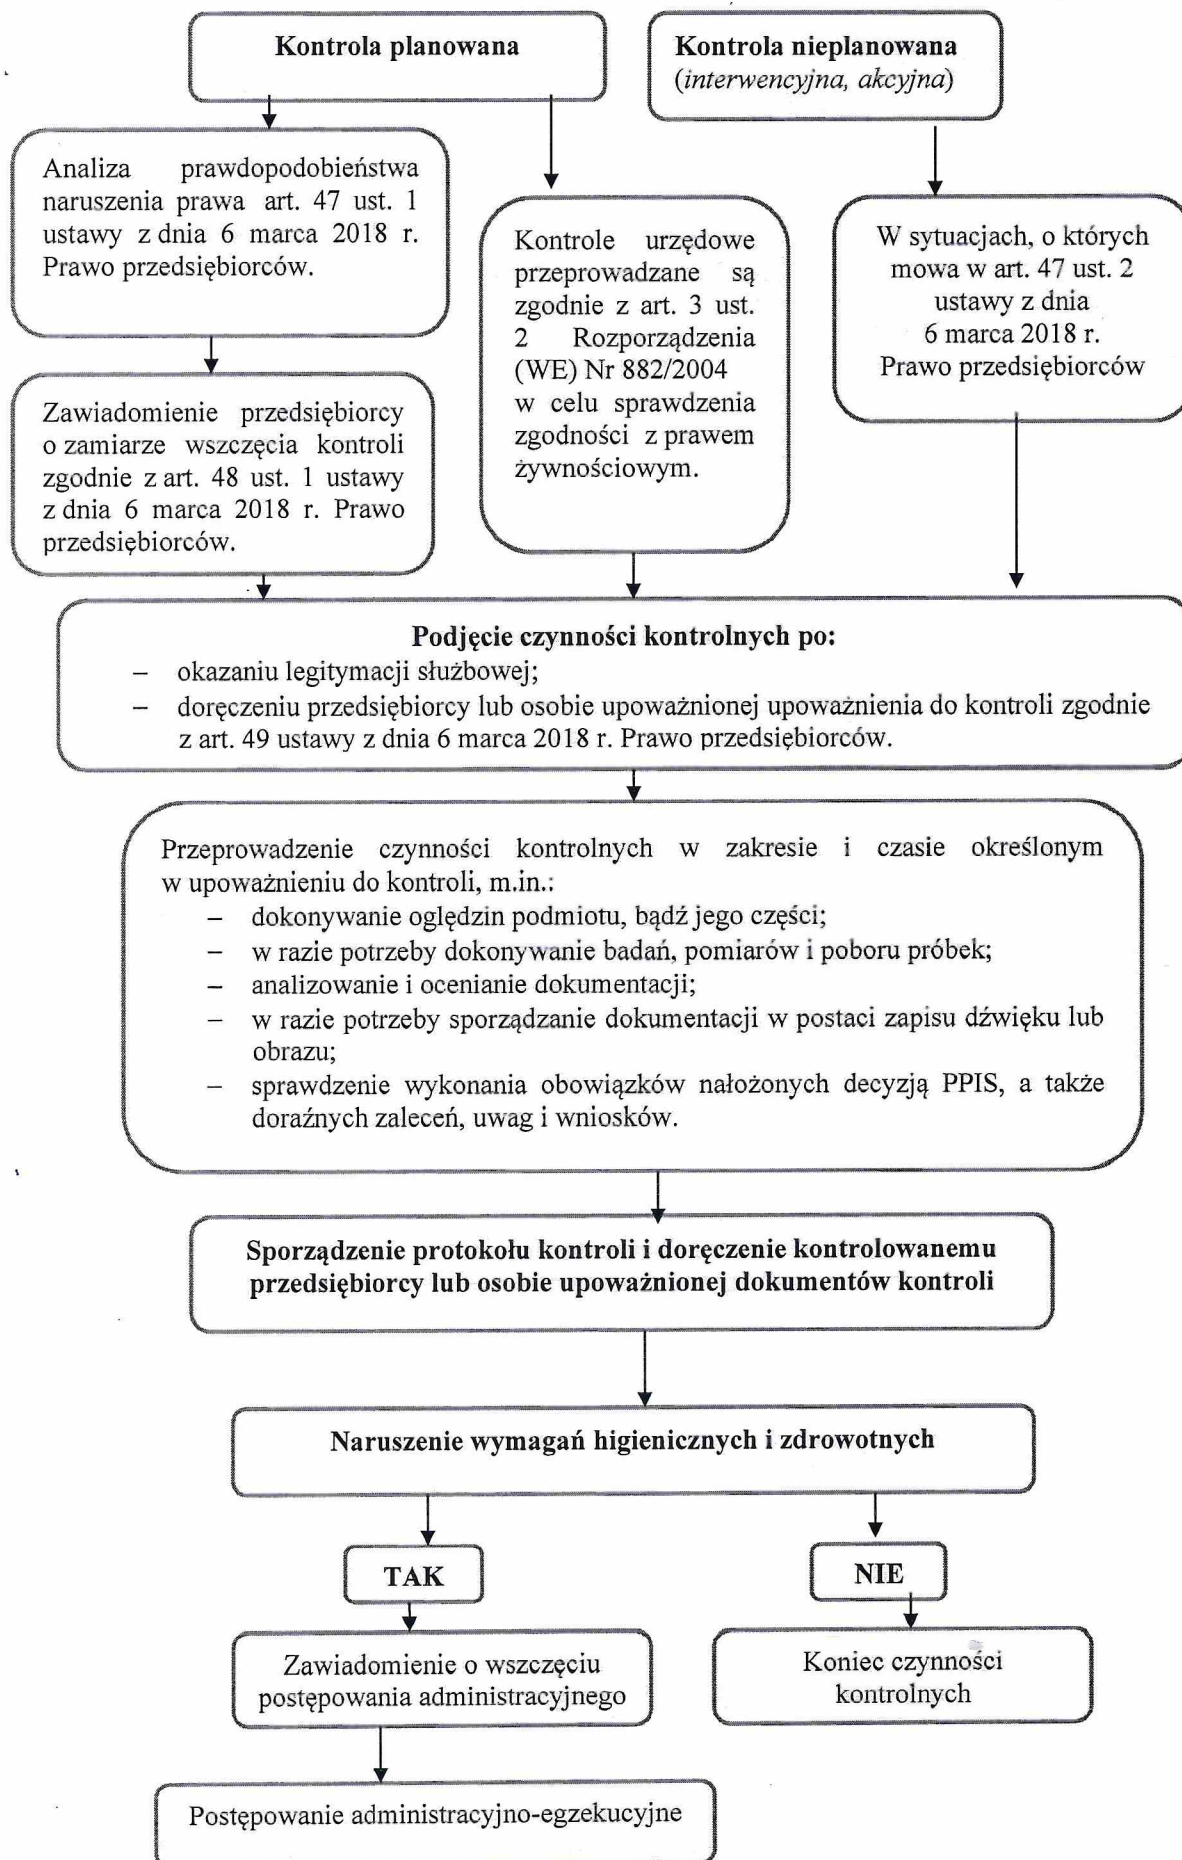 Kontrola planowana
Kontrola nieplanowana
(interwencyjna, akcyjna)
Analiza prawdopodobieństwa
naruszenia prawa art. 47 ust. 1
ustawy z dnia 6 marca 2018 r.
Prawo przedsiębiorców.
Kontrole urzędowe
przeprowadzane są
zgodnie z art. 3 ust.
2 Rozporządzenia
(WE) Nr 882/2004
w celu sprawdzenia
zgodności z prawem
żywnościowym.
W sytuacjach, o których
mowa w art. 47 ust. 2
ustawy z dnia
6 marca 2018 r.
Prawo przedsiębiorców
Zawiadomienie przedsiębiorcy
o zamiarze wszczęcia kontroli
zgodnie z art. 48 ust. 1 ustawy
z dnia 6 marca 2018 r. Prawo
przedsiębiorców.
Podjęcie czynności kontrolnych po:
– okazaniu legitymacji służbowej;
– doręczeniu przedsiębiorcy lub osobie upoważnionej upoważnienia do kontroli zgodnie
z art. 49 ustawy z dnia 6 marca 2018 r. Prawo przedsiębiorców.
Przeprowadzenie czynności kontrolnych w zakresie i czasie określonym
w upoważnieniu do kontroli, m.in.:
– dokonywanie oględzin podmiotu, bądź jego części;
– w razie potrzeby dokonywanie badań, pomiarów i poboru próbek;
– analizowanie i ocenianie dokumentacji;
– w razie potrzeby sporządzanie dokumentacji w postaci zapisu dźwięku lub
obrazu;
– sprawdzenie wykonania obowiązków nałożonych decyzją PPIS, a także
doraźnych zaleceń, uwag i wniosków.
Sporządzenie protokołu kontroli i doręczenie kontrolowanemu
przedsiębiorcy lub osobie upoważnionej dokumentów kontroli
Naruszenie wymagań higienicznych i zdrowotnych
TAK
NIE
Zawiadomienie o wszczęciu
postępowania administracyjnego
Koniec czynności
kontrolnych
Postępowanie administracyjno-egzekucyjne